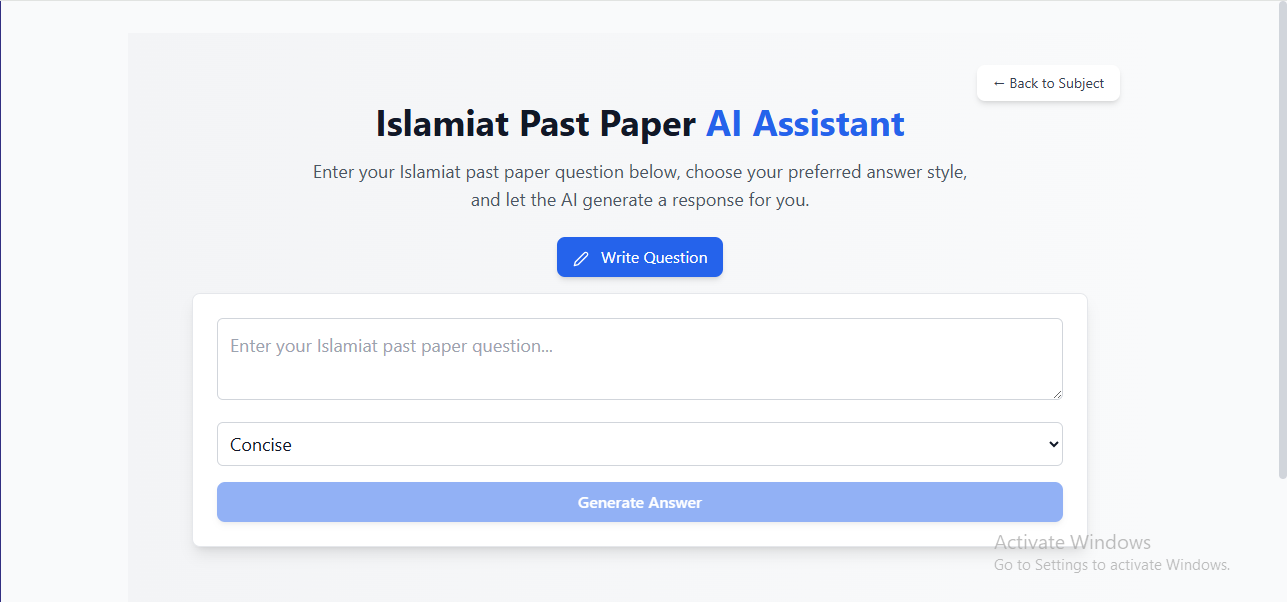 ← Back to Subject
Islamiat Past Paper AI Assistant
Enter your Islamiat past paper question below, choose your preferred answer style,
and let the AI generate a response for you.
Write Question
Enter your Islamiat past paper question...
Concise
Generate Answer
Activate Windows
Go to Settings to activate Windows.